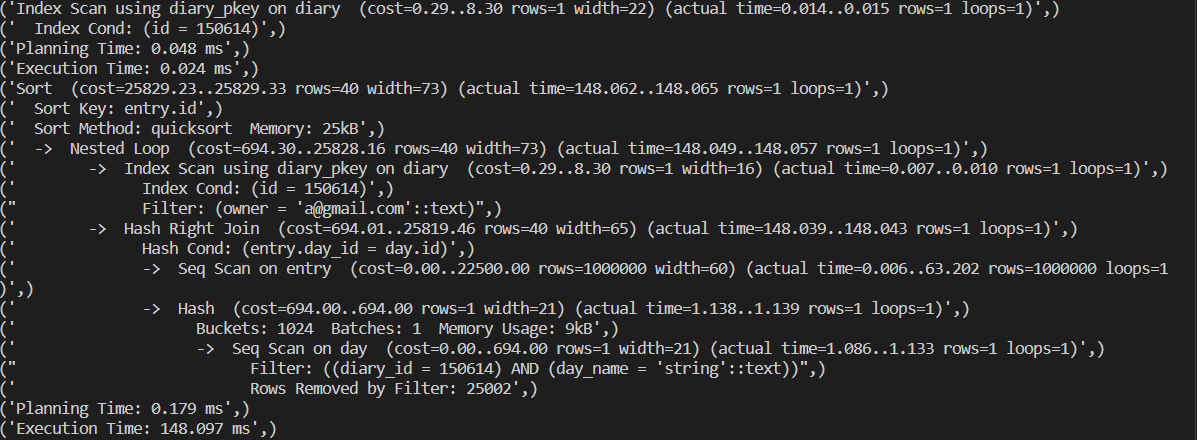 ('Index Scan using diary_pkey on diary  (cost=0.29..8.30 rows=1 width=22) (actual time=0.014..0.015 rows=1 loops=1)',)
('  Index Cond: (id = 150614)',)
('Planning Time: 0.048 ms',)
('Execution Time: 0.024 ms',)
('Sort  (cost=25829.23..25829.33 rows=40 width=73) (actual time=148.062..148.065 rows=1 loops=1)',)
('  Sort Key: entry.id',)
('  Sort Method: quicksort  Memory: 25kB',)
('  ->  Nested Loop  (cost=694.30..25828.16 rows=40 width=73) (actual time=148.049..148.057 rows=1 loops=1)',)
('        ->  Index Scan using diary_pkey on diary  (cost=0.29..8.30 rows=1 width=16) (actual time=0.007..0.010 rows=1 loops=1)',)
('              Index Cond: (id = 150614)',)
("              Filter: (owner = 'a@gmail.com'::text)",)
('        ->  Hash Right Join  (cost=694.01..25819.46 rows=40 width=65) (actual time=148.039..148.043 rows=1 loops=1)',)
('              Hash Cond: (entry.day_id = day.id)',)
('              ->  Seq Scan on entry  (cost=0.00..22500.00 rows=1000000 width=60) (actual time=0.006..63.202 rows=1000000 loops=1
)',)
('              ->  Hash  (cost=694.00..694.00 rows=1 width=21) (actual time=1.138..1.139 rows=1 loops=1)',)
('                    Buckets: 1024  Batches: 1  Memory Usage: 9kB',)
('                    ->  Seq Scan on day  (cost=0.00..694.00 rows=1 width=21) (actual time=1.086..1.133 rows=1 loops=1)',)
("                          Filter: ((diary_id = 150614) AND (day_name = 'string'::text))",)
('                          Rows Removed by Filter: 25002',)
('Planning Time: 0.179 ms',)
('Execution Time: 148.097 ms',)